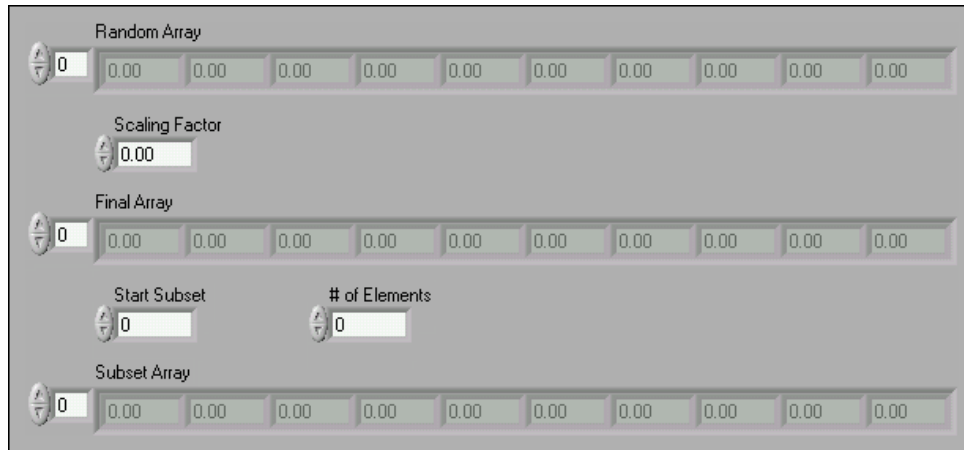 Random Array
0 0.00 0.00 0.00 0.00 0.00 0.00 0.00 0.00 0.00 0.00
Scaling Factor
0.00
Final Array
0 0.00 0.00 0.00 0.00 0.00 0.00 0.00 0.00 0.00 0.00
Start Subset # of Elements
0 0
Subset Array
0 0.00 0.00 0.00 0.00 0.00 0.00 0.00 0.00 0.00 0.00